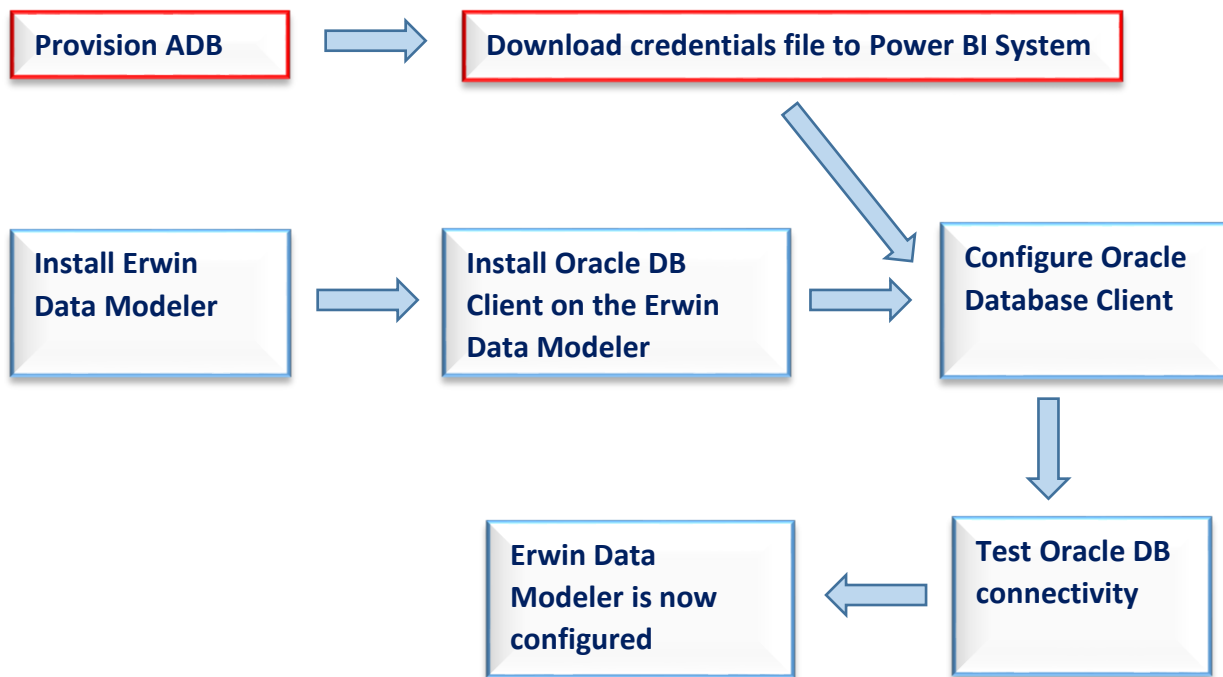 Provision ADB
Download credentials file to Power BI System
Install Erwin
Data Modeler
Install Oracle DB
Client on the Erwin
Data Modeler
Configure Oracle
Database Client
Test Oracle DB
connectivity
Erwin Data
Modeler is now
configured